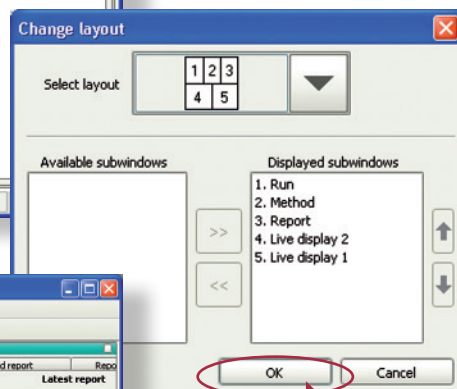 Change layout
Select layout
1 2 3
4 5
Available subwindows
Displayed subwindows
1. Run
2. Method
3. Report
4. Live display 2
5. Live display 1
>>
<<
d report
Repo
Latest report
OK
Cancel